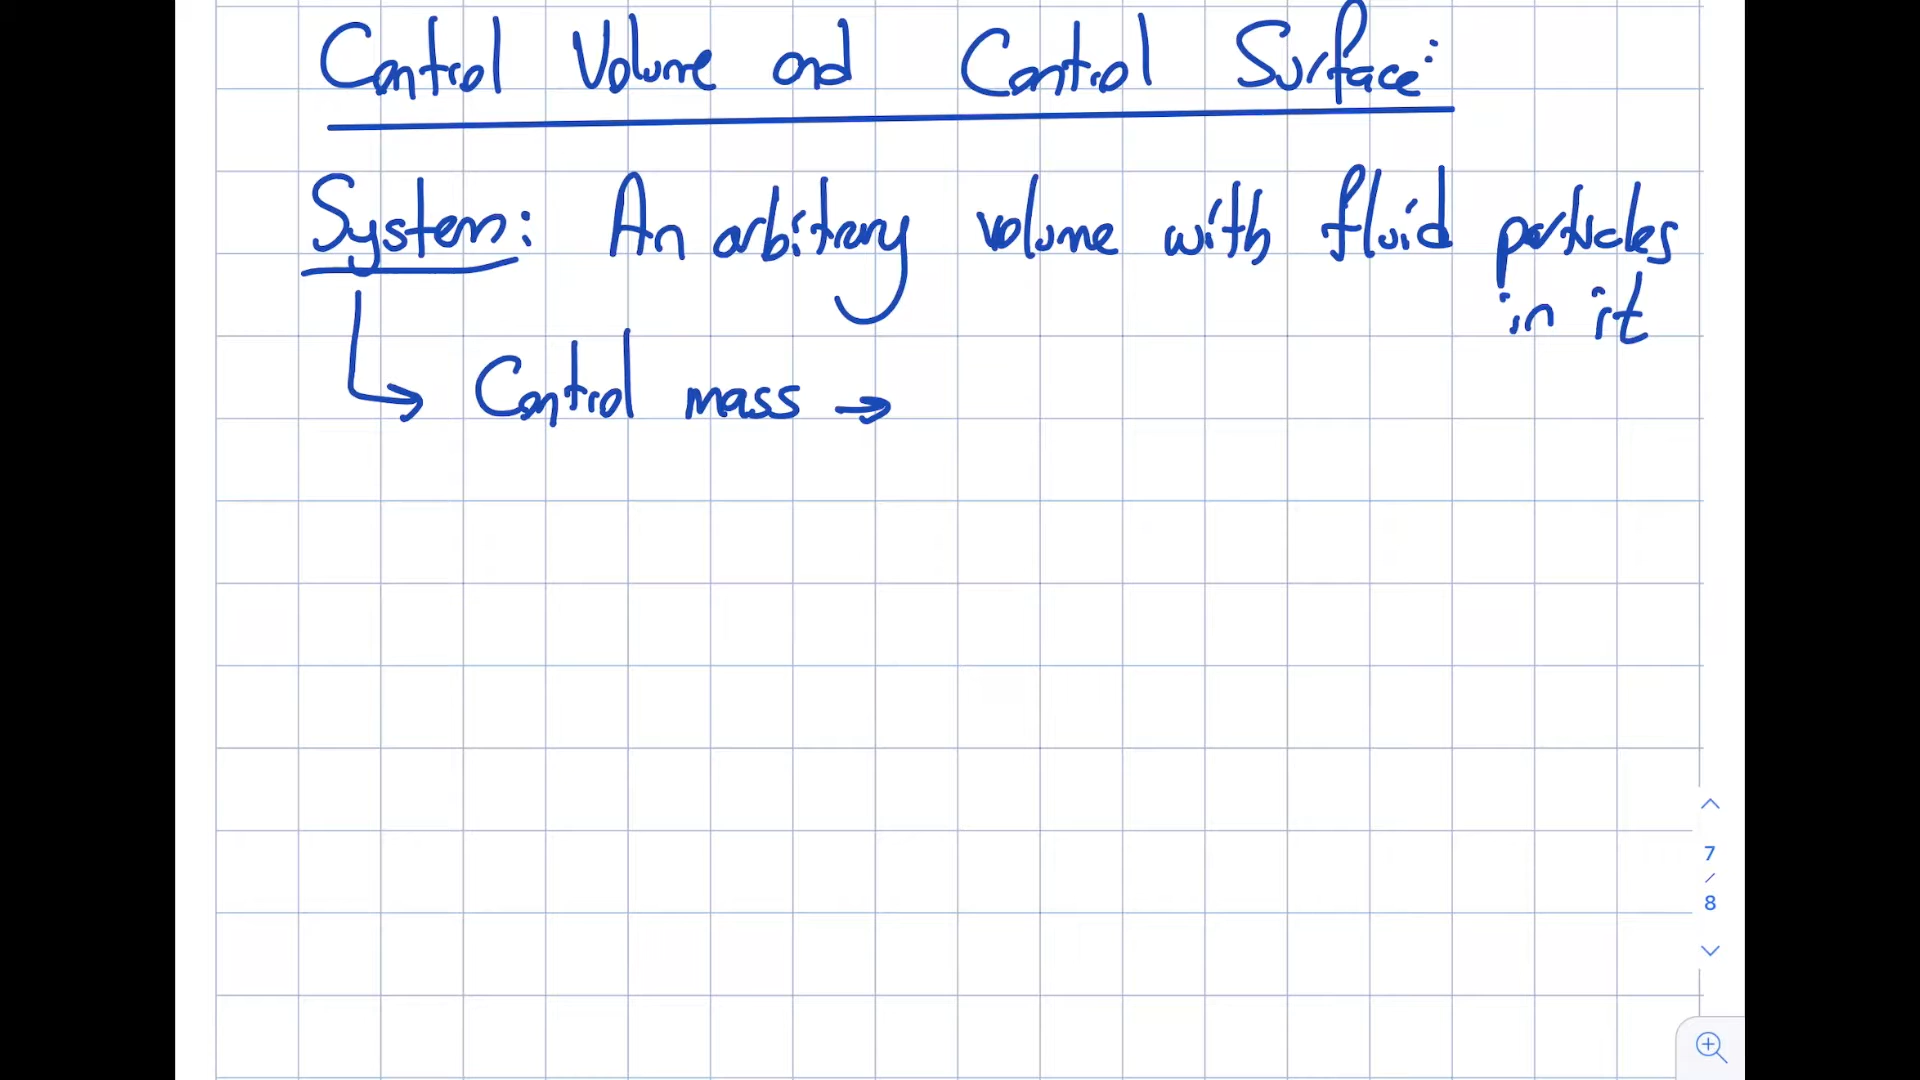 Control Volume and Control Surface:
System: An arbitrary volume with fluid particles
in it
→ Control mass →
7
/
8